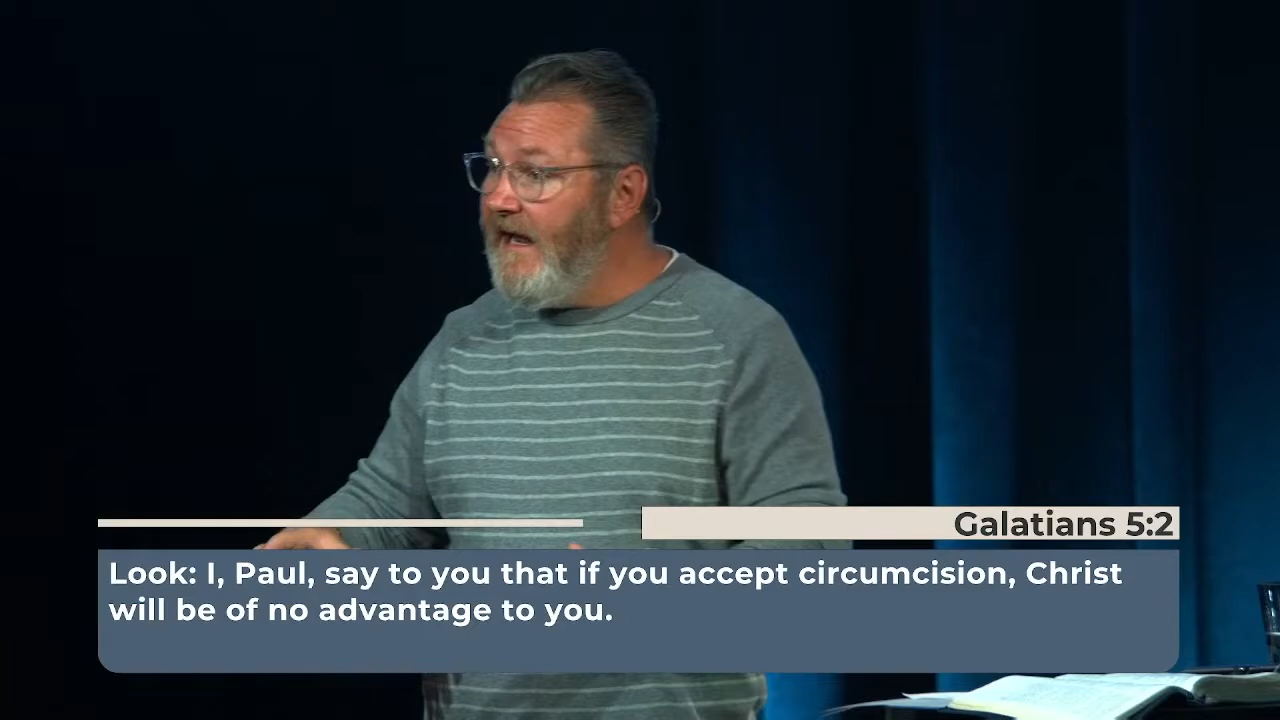 Galatians 5:2
Look: I, Paul, say to you that if you accept circumcision, Christ
will be of no advantage to you.